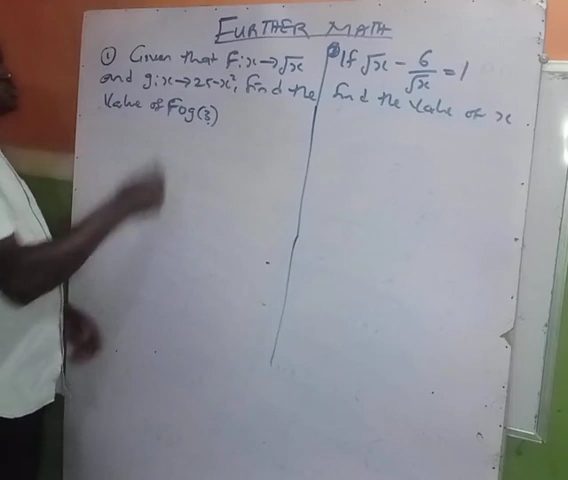 FURTHER MATH
① Given that F:x→√x
and g:x→25-x², find the
Value of Fog(3)
② If √x - 6/√x = 1
find the Value of x